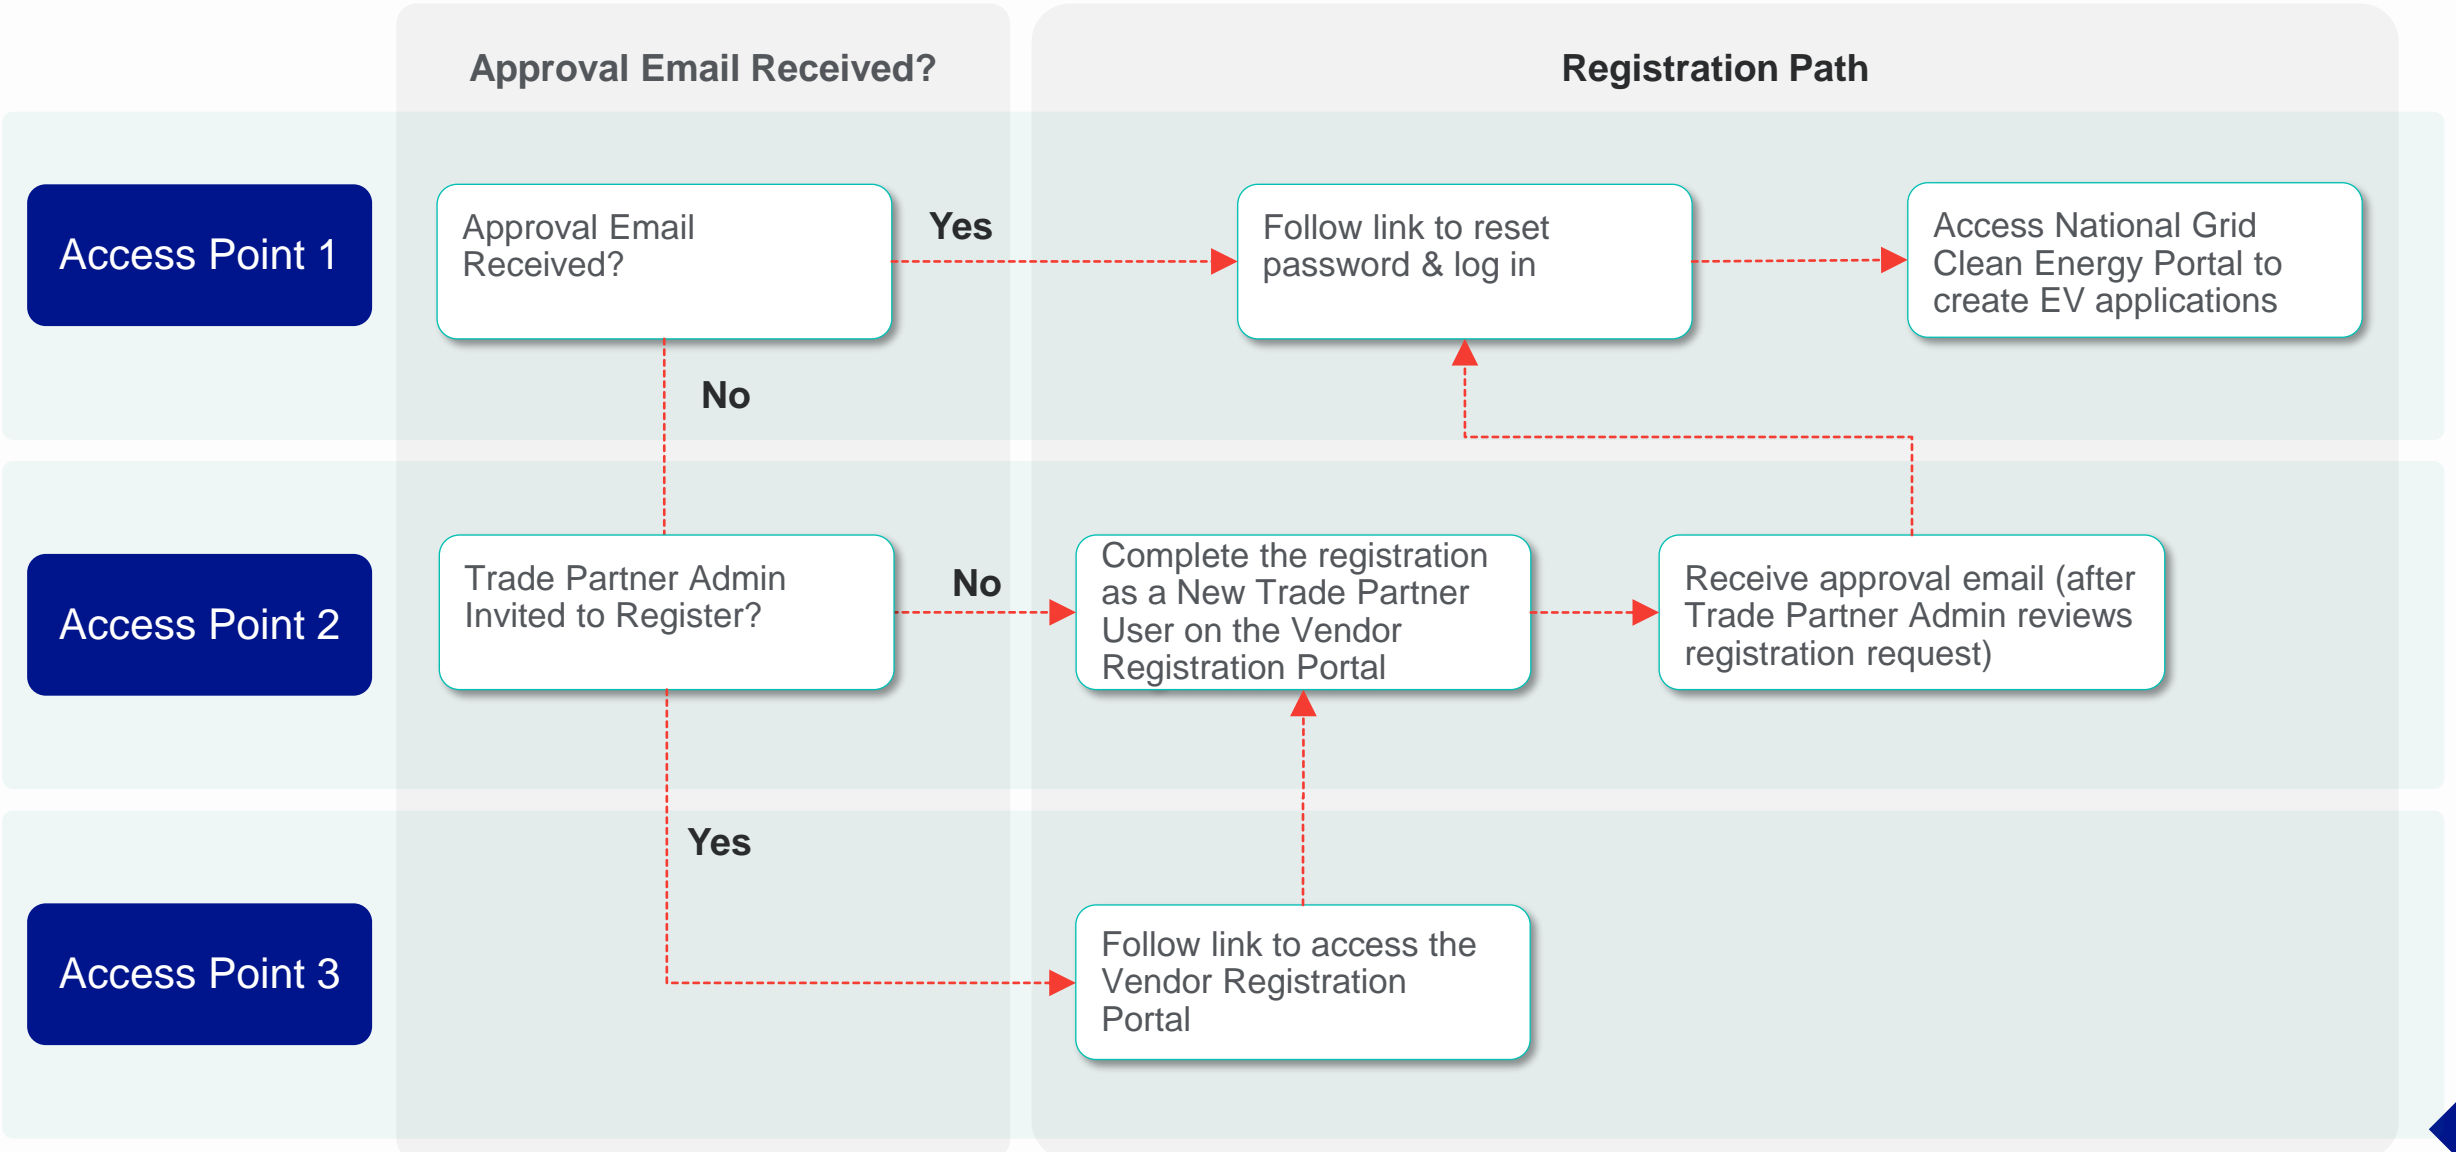 Approval Email Received?
Registration Path
Access Point 1
Approval Email
Received?
Yes
Follow link to reset
password & log in
Access National Grid
Clean Energy Portal to
create EV applications
No
Access Point 2
Trade Partner Admin
Invited to Register?
No
Complete the registration
as a New Trade Partner
User on the Vendor
Registration Portal
Receive approval email (after
Trade Partner Admin reviews
registration request)
Yes
Access Point 3
Follow link to access the
Vendor Registration
Portal